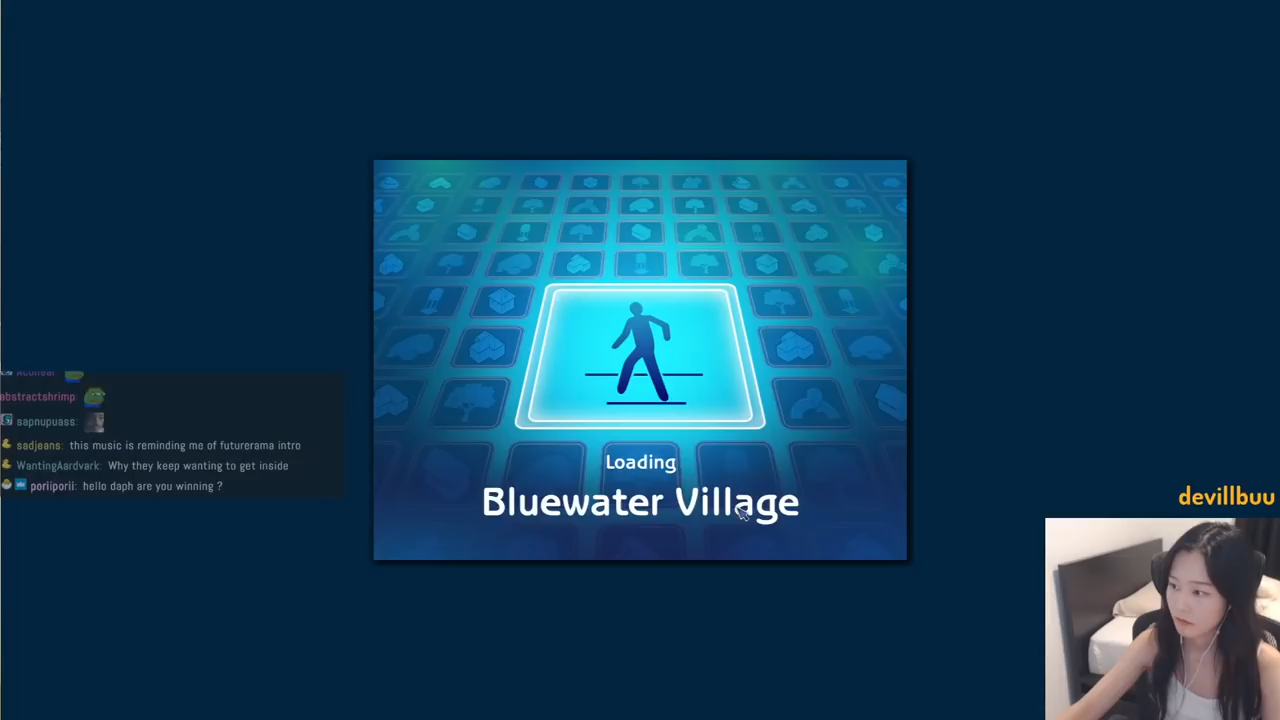 abstractshrimp:
sapnupuass:
sadjeans: this music is reminding me of futurerama intro
WantingAardvark: Why they keep wanting to get inside
poriiporii: hello daph are you winning ?
Loading
Bluewater Village
devillbuu